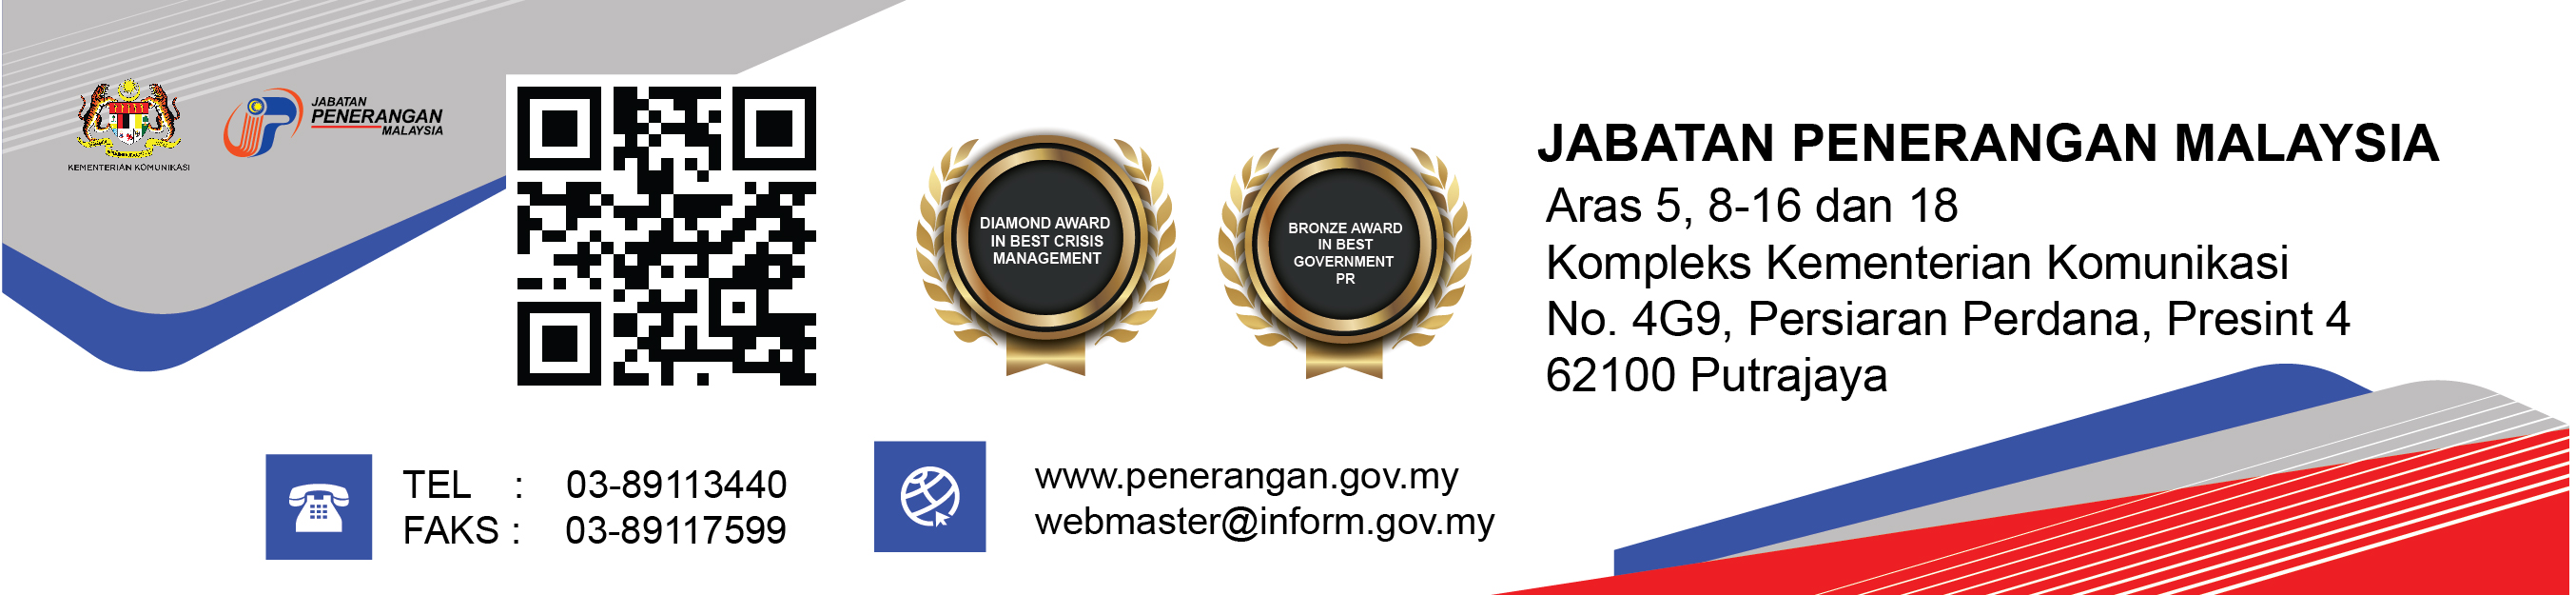 KEMENTERIAN KOMUNIKASI
JABATAN
PENERANGAN
MALAYSIA
DIAMOND AWARD
IN BEST CRISIS
MANAGEMENT
BRONZE AWARD
IN BEST
GOVERNMENT
PR
JABATAN PENERANGAN MALAYSIA
Aras 5, 8-16 dan 18
Kompleks Kementerian Komunikasi
No. 4G9, Persiaran Perdana, Presint 4
62100 Putrajaya
TEL : 03-89113440
FAKS : 03-89117599
www.penerangan.gov.my
webmaster@inform.gov.my